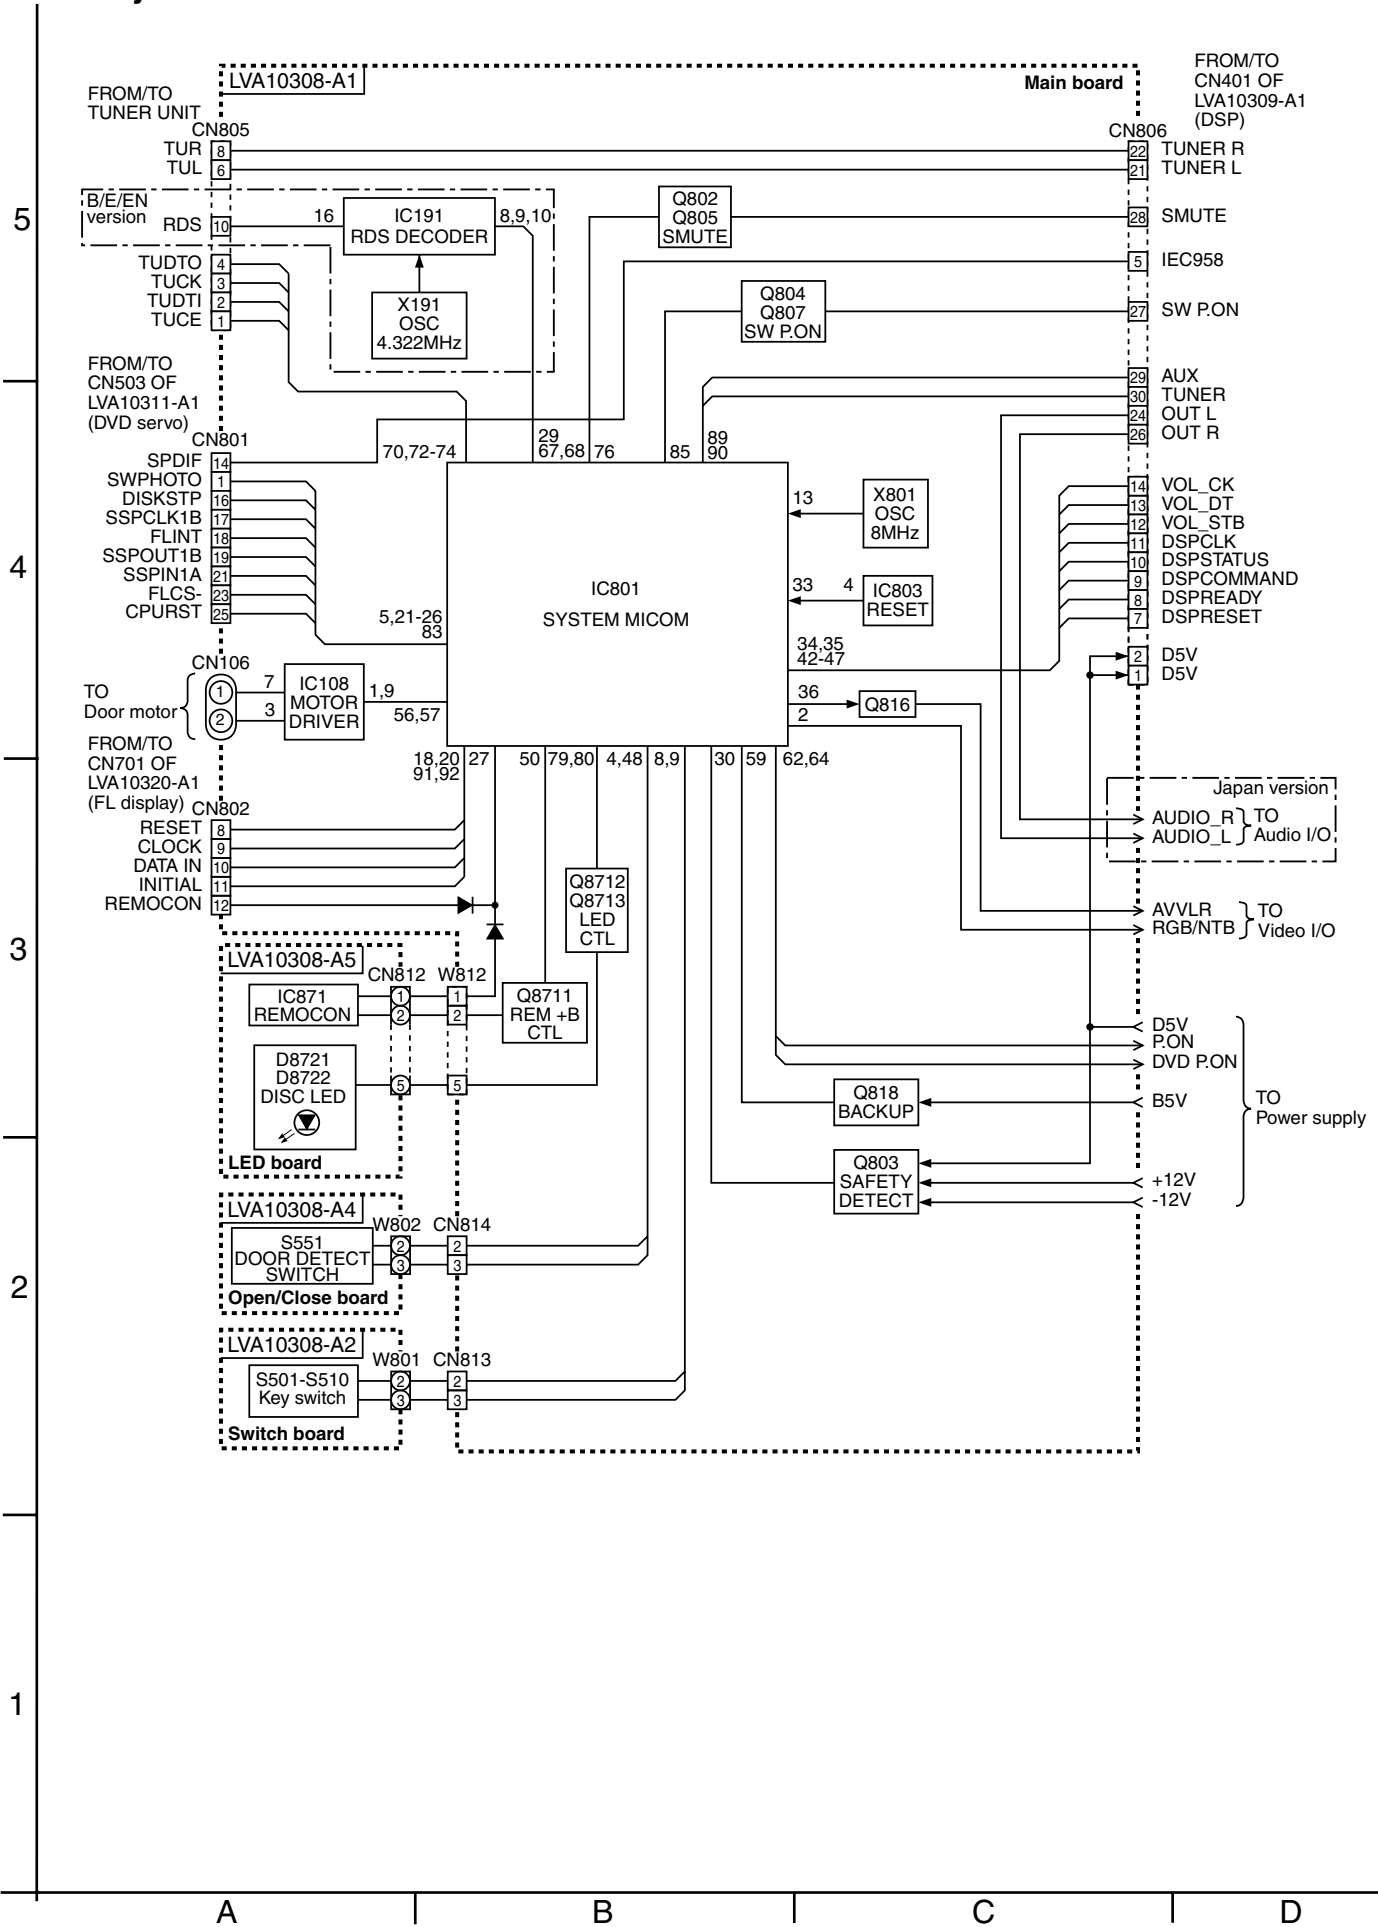 LVA10308-A1
Main board
FROM/TO
TUNER UNIT
CN805
TUR 8
TUL 6
FROM/TO
CN401 OF
LVA10309-A1
(DSP)
CN806
22 TUNER R
21 TUNER L
5
B/E/EN
version
RDS 10
16
IC191
RDS DECODER
8,9,10
X191
OSC
4.322MHz
Q802
Q805
SMUTE
28 SMUTE
5 IEC958
Q804
Q807
SW P.ON
27 SW P.ON
TUDTO 4
TUCK 3
TUDTI 2
TUCE 1
FROM/TO
CN503 OF
LVA10311-A1
(DVD servo)
CN801
29 AUX
30 TUNER
24 OUT L
26 OUT R
SPDIF 14
SWPHOTO 1
DISKSTP 16
SSPCLK1B 17
FLINT 18
SSPOUT1B 19
SSPIN1A 21
FLCS- 23
CPURST 25
4
70,72-74
29
67,68
76
85
89
90
IC801
SYSTEM MICOM
13
X801
OSC
8MHz
33
4
IC803
RESET
14 VOL_CK
13 VOL_DT
12 VOL_STB
11 DSPCLK
10 DSPSTATUS
9 DSPCOMMAND
8 DSPREADY
7 DSPRESET
2 D5V
1 D5V
5,21-26
83
34,35
42-47
36
Q816
2
CN106
TO
Door motor
1
2
7
3
IC108
MOTOR
DRIVER
1,9
56,57
18,20
91,92
27
50
79,80
4,48
8,9
30
59
62,64
FROM/TO
CN701 OF
LVA10320-A1
(FL display)
CN802
RESET 8
CLOCK 9
DATA IN 10
INITIAL 11
REMOCON 12
Japan version
AUDIO_R
AUDIO_L
TO
Audio I/O
3
Q8712
Q8713
LED
CTL
AVVLR
RGB/NTB
TO
Video I/O
LVA10308-A5
CN812
W812
IC871
REMOCON
1
2
1
2
Q8711
REM +B
CTL
D8721
D8722
DISC LED
5
5
LED board
D5V
P.ON
DVD P.ON
B5V
+12V
-12V
TO
Power supply
Q818
BACKUP
Q803
SAFETY
DETECT
2
LVA10308-A4
W802
CN814
S551
DOOR DETECT
SWITCH
2
3
2
3
Open/Close board
LVA10308-A2
W801
CN813
S501-S510
Key switch
2
3
2
3
Switch board
1
A
B
C
D